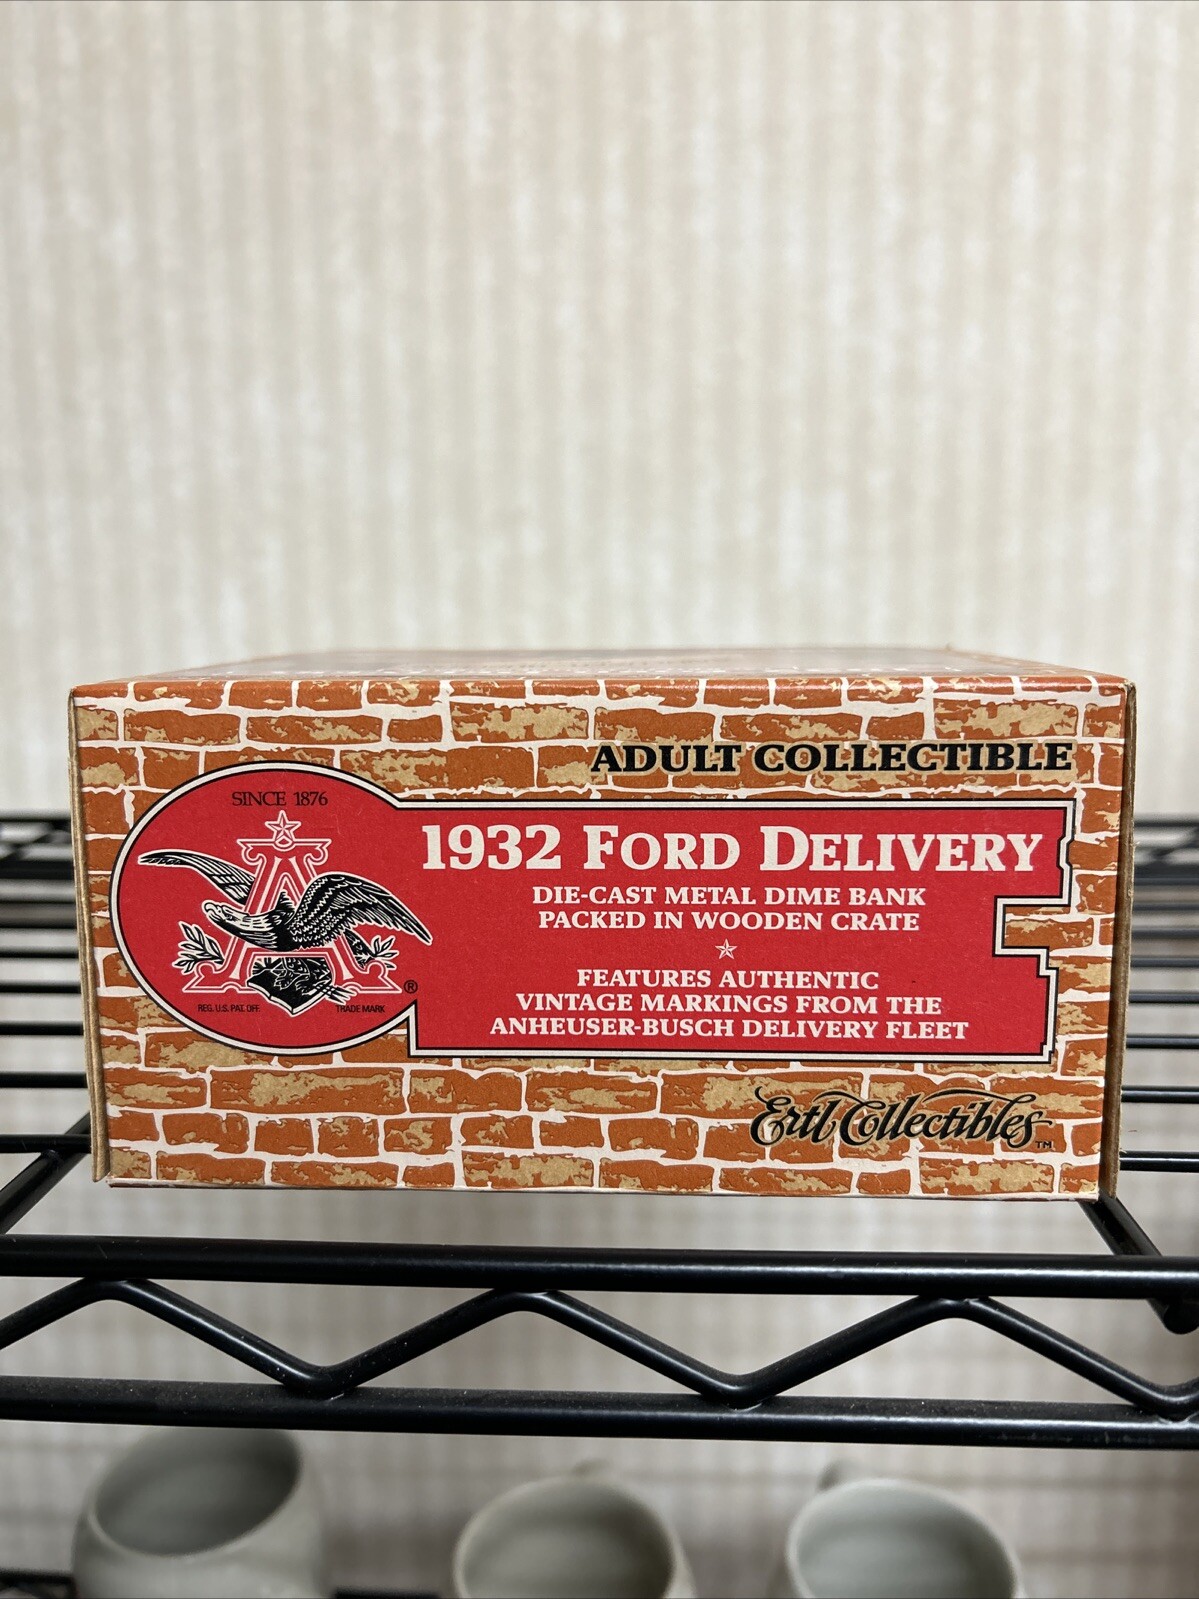 ADULT COLLECTIBLE
SINCE 1876
A
REG. U.S. PAT. OFF.
TRADE MARK
®
1932 FORD DELIVERY
DIE-CAST METAL DIME BANK
PACKED IN WOODEN CRATE
FEATURES AUTHENTIC
VINTAGE MARKINGS FROM THE
ANHEUSER-BUSCH DELIVERY FLEET
Ertl Collectibles™